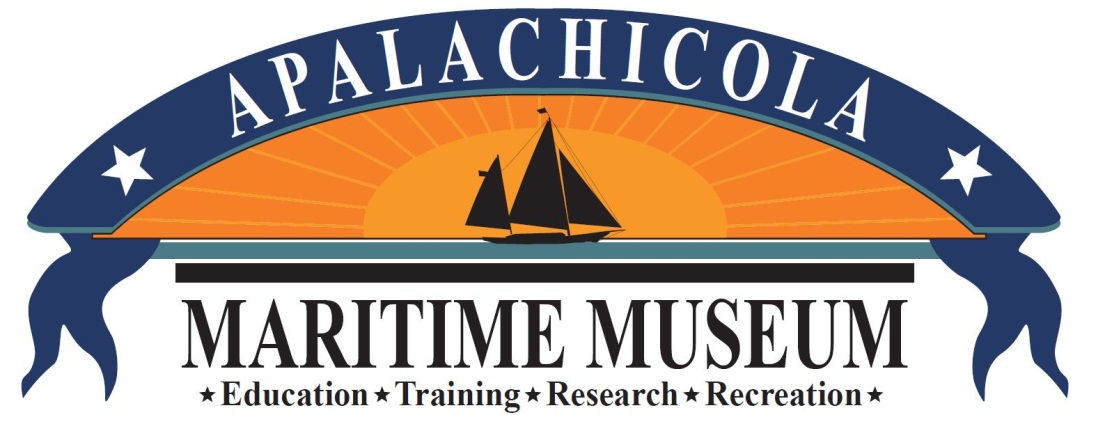 APALACHICOLA
MARITIME MUSEUM
★Education★Training★Research★Recreation★